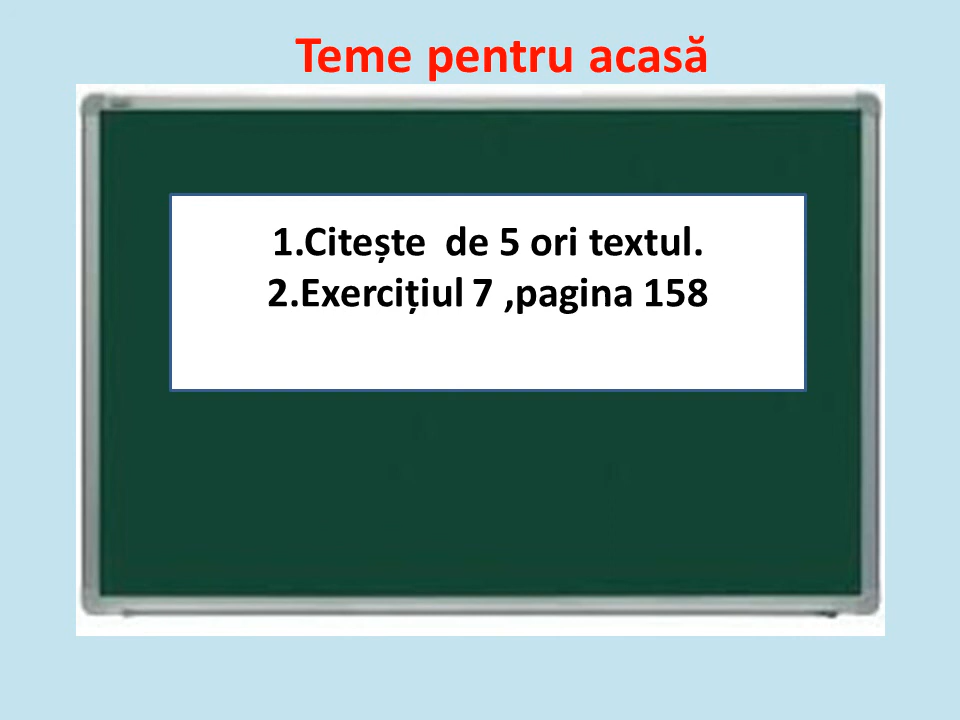 Teme pentru acasă
1.Citește  de 5 ori textul.
2.Exercițiul 7 ,pagina 158